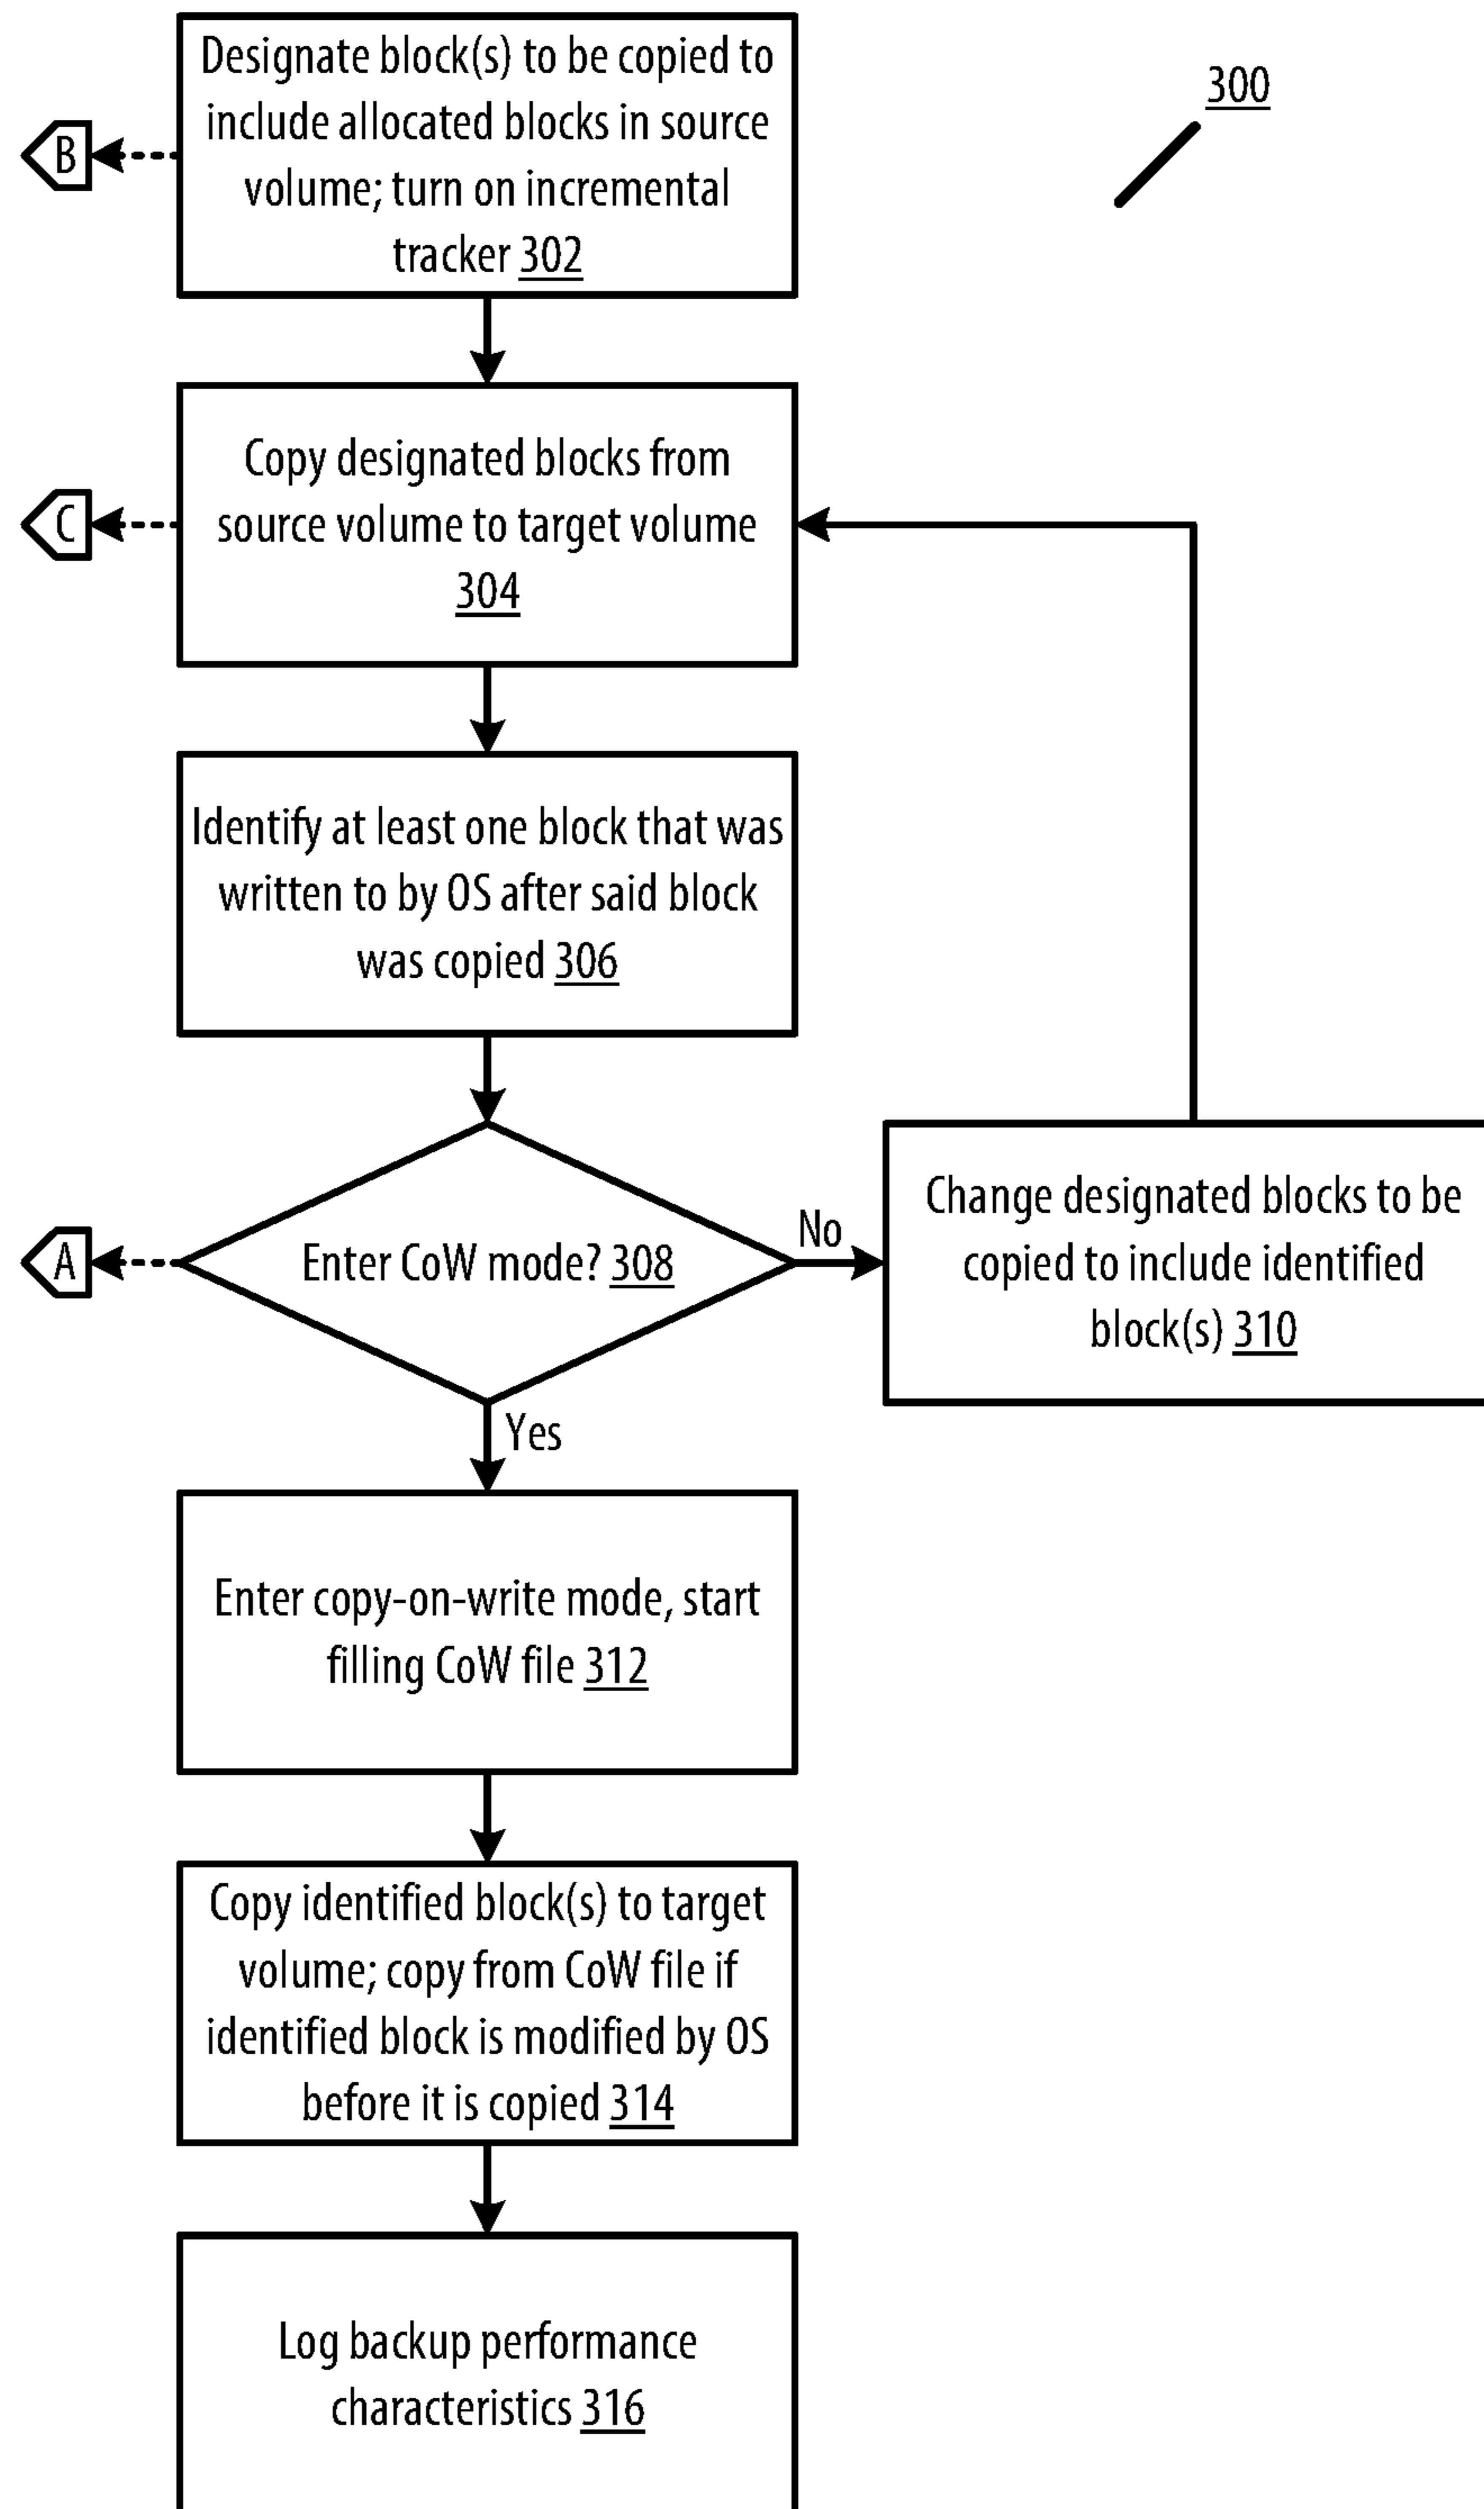 Designate block(s) to be copied to
include allocated blocks in source
volume; turn on incremental
tracker 302
300
B
Copy designated blocks from
source volume to target volume
304
C
Identify at least one block that was
written to by OS after said block
was copied 306
Enter CoW mode? 308
A
No
Change designated blocks to be
copied to include identified
block(s) 310
Yes
Enter copy-on-write mode, start
filling CoW file 312
Copy identified block(s) to target
volume; copy from CoW file if
identified block is modified by OS
before it is copied 314
Log backup performance
characteristics 316